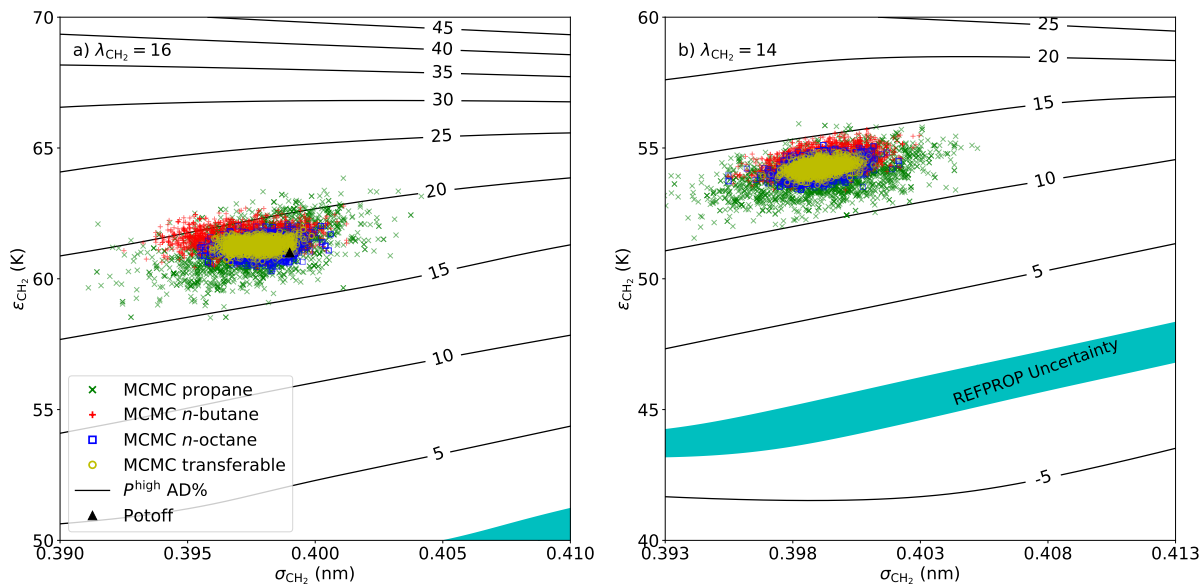 a) λCH₂ = 16
70
65
60
55
50
εCH₂ (K)
45
40
35
30
25
20
15
10
5
MCMC propane
MCMC n-butane
MCMC n-octane
MCMC transferable
P^high AD%
Potoff
0.390
0.395
0.400
0.405
0.410
σCH₂ (nm)
b) λCH₂ = 14
60
55
50
45
40
εCH₂ (K)
25
20
15
10
5
REFPROP Uncertainty
-5
0.393
0.398
0.403
0.408
0.413
σCH₂ (nm)